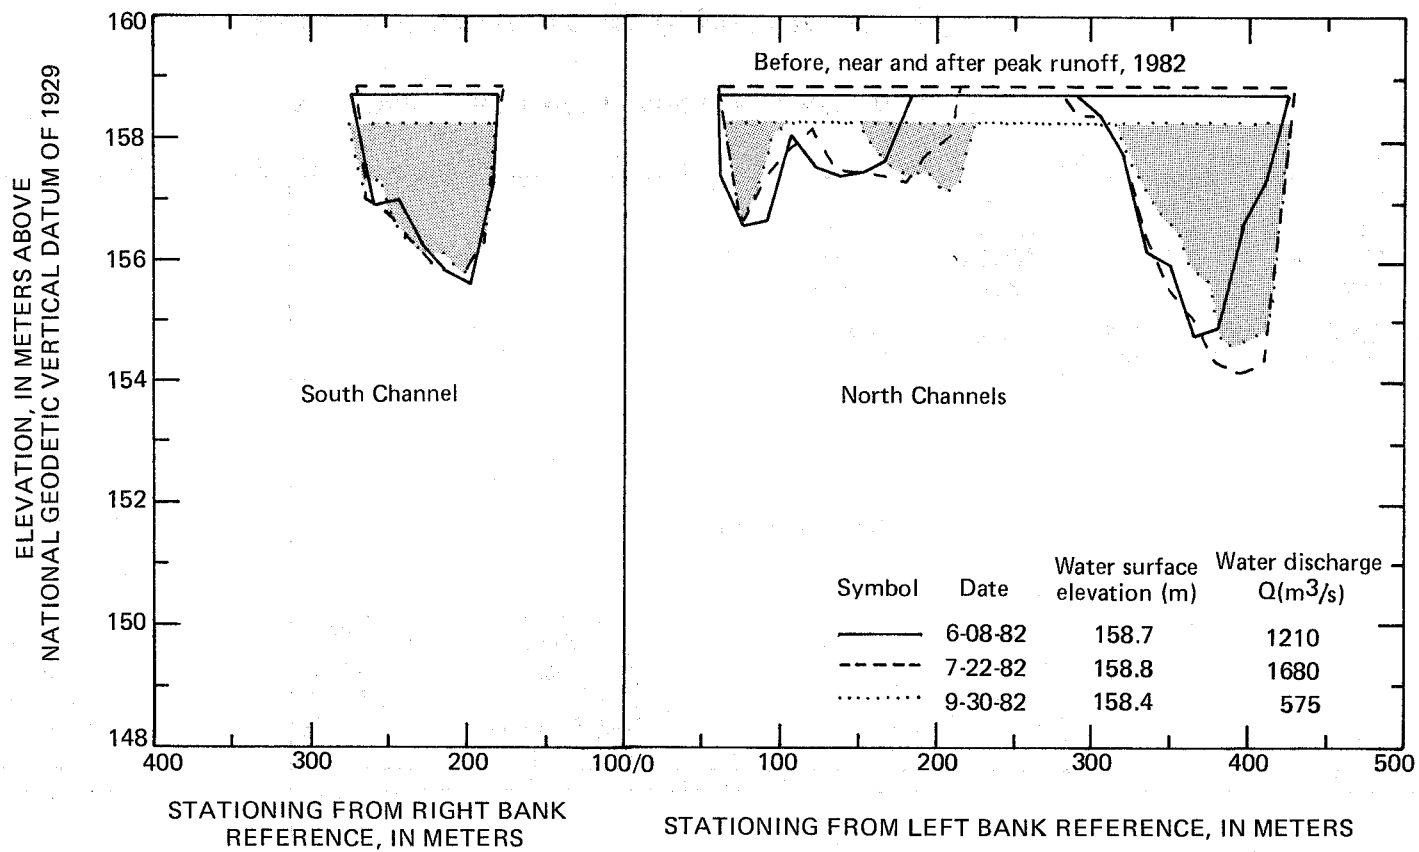 ELEVATION, IN METERS ABOVE
NATIONAL GEODETIC VERTICAL DATUM OF 1929
160
158
156
154
152
150
148
Before, near and after peak runoff, 1982
South Channel
North Channels
Symbol Date Water surface elevation (m) Water discharge Q(m3/s)
6-08-82 158.7 1210
7-22-82 158.8 1680
9-30-82 158.4 575
400 300 200 100/0 100 200 300 400 500
STATIONING FROM RIGHT BANK
REFERENCE, IN METERS
STATIONING FROM LEFT BANK REFERENCE, IN METERS